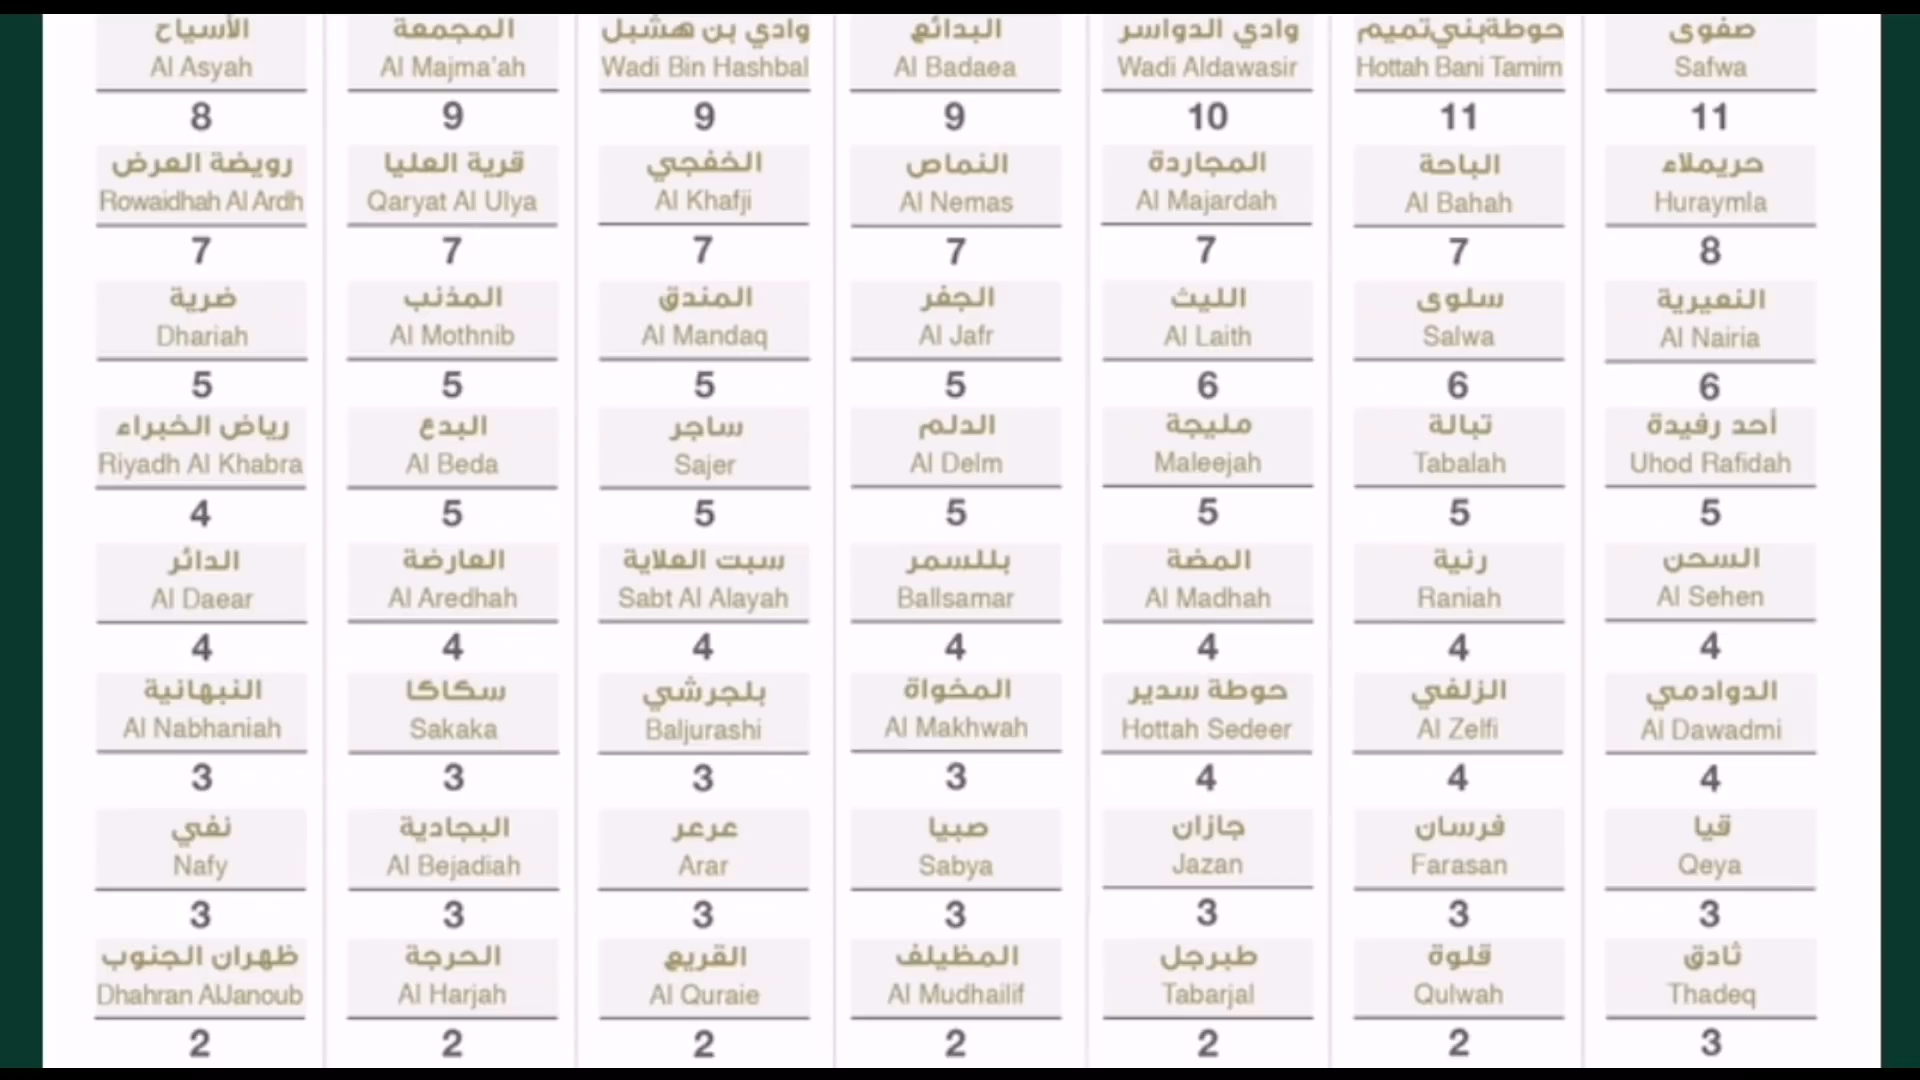 الأسياح المجمعة وادي بن هشبل البدائع وادي الدواسر حوطة بني تميم صفوى
Al Asyah Al Majma'ah Wadi Bin Hashbal Al Badaea Wadi Aldawasir Hottah Bani Tamim Safwa
8 9 9 9 10 11 11
رويضة العرض قرية العليا الخفجي النماص المجاردة الباحة حريملاء
Rowaidhah Al Ardh Qaryat Al Ulya Al Khafji Al Nemas Al Majardah Al Bahah Huraymla
7 7 7 7 7 7 8
ضرية المذنب المندق الجفر الليث سلوى النعيرية
Dhariah Al Mothnib Al Mandaq Al Jafr Al Laith Salwa Al Nairia
5 5 5 5 6 6 6
رياض الخبراء البدع ساجر الدلم مليجة تبالة أحد رفيدة
Riyadh Al Khabra Al Beda Sajer Al Delm Maleejah Tabalah Uhod Rafidah
4 5 5 5 5 5 5
الدائر العارضة سبت العلاية بللسمر المضة رنية السحن
Al Daear Al Aredhah Sabt Al Alayah Ballsamar Al Madhah Raniah Al Sehen
4 4 4 4 4 4 4
النبهانية سكاكا بلجرشي المخواة حوطة سدير الزلفي الدوادمي
Al Nabhaniah Sakaka Baljurashi Al Makhwah Hottah Sedeer Al Zelfi Al Dawadmi
3 3 3 3 4 4 4
نفي البجادية عرعر صبيا جازان فرسان قيا
Nafy Al Bejadiah Arar Sabya Jazan Farasan Qeya
3 3 3 3 3 3 3
ظهران الجنوب الحرجة القريع المظيلف طبرجل قلوة ثادق
Dhahran AlJanoub Al Harjah Al Quraie Al Mudhailif Tabarjal Qulwah Thadeq
2 2 2 2 2 2 3